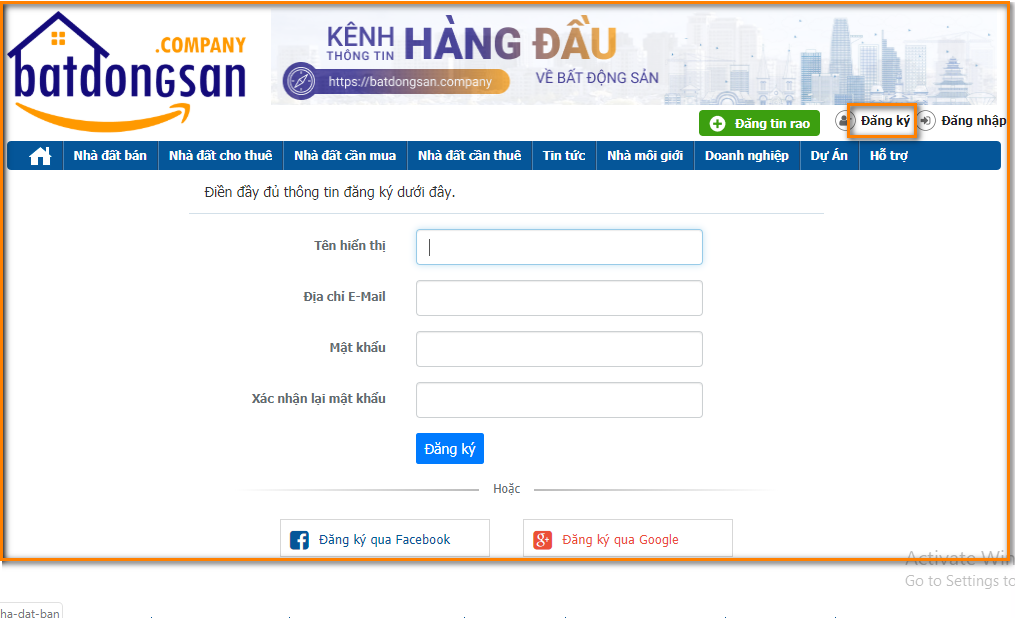 .COMPANY
batdongsan
KÊNH
THÔNG TIN
HÀNG ĐẦU
https://batdongsan.company
VỀ BẤT ĐỘNG SẢN
Đăng tin rao
Đăng ký
Đăng nhập
Nhà đất bán
Nhà đất cho thuê
Nhà đất cần mua
Nhà đất cần thuê
Tin tức
Nhà môi giới
Doanh nghiệp
Dự Án
Hỗ trợ
Điền đầy đủ thông tin đăng ký dưới đây.
Tên hiển thị
Địa chỉ E-Mail
Mật khẩu
Xác nhận lại mật khẩu
Đăng ký
Hoặc
Đăng ký qua Facebook
Đăng ký qua Google
Activate Win
Go to Settings to
ha-dat-ban